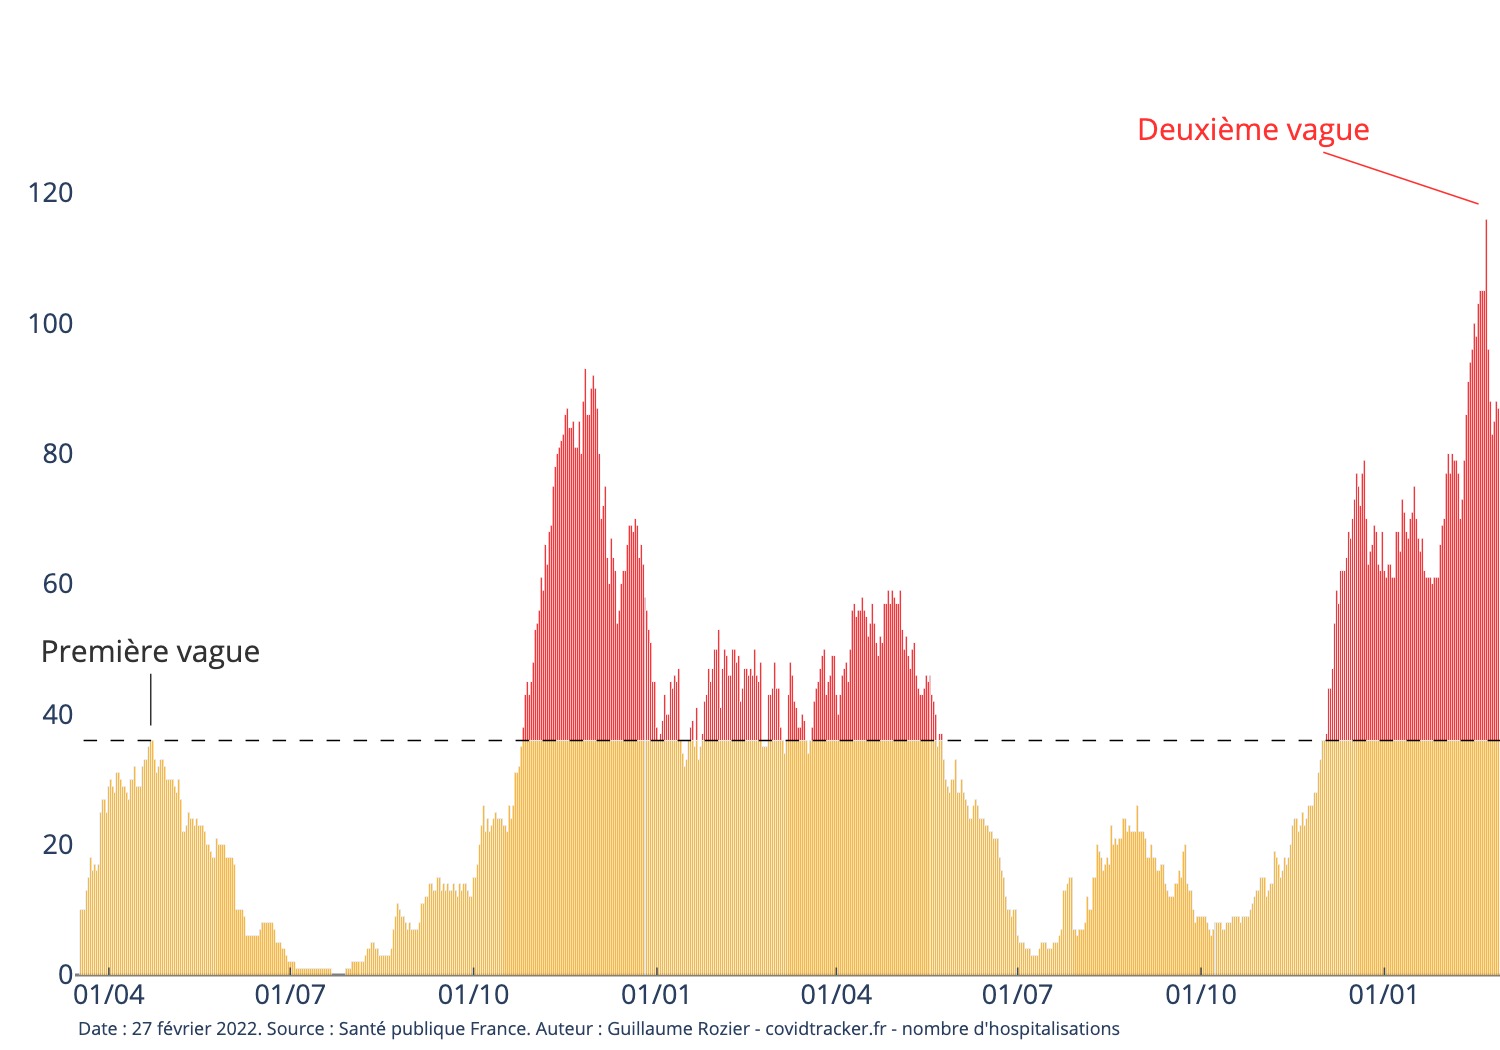 Deuxième vague
120
100
80
60
Première vague
40
20
0
01/04 01/07 01/10 01/01 01/04 01/07 01/10 01/01
Date : 27 février 2022. Source : Santé publique France. Auteur : Guillaume Rozier - covidtracker.fr - nombre d'hospitalisations